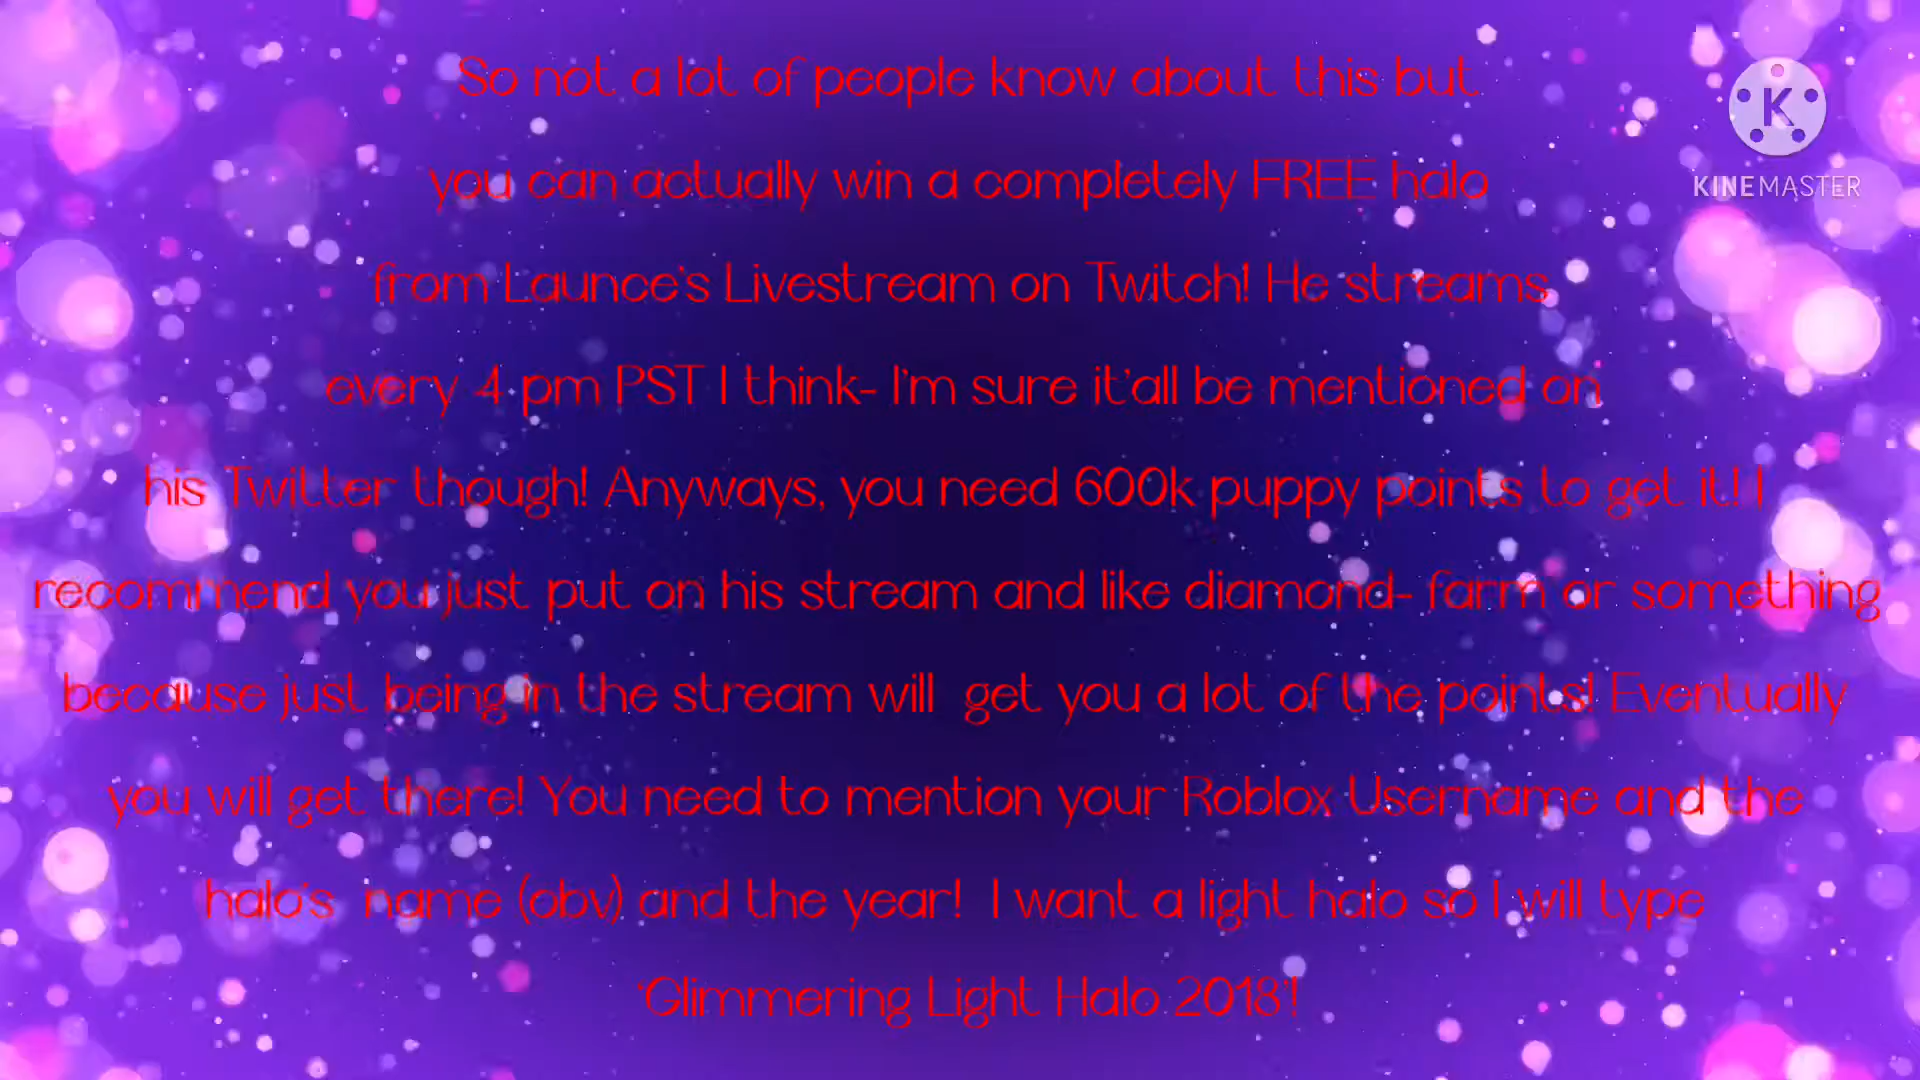 So not a lot of people know about this but
you can actually win a completely FREE halo
from Launce's Livestream on Twitch! He streams
every 4 pm PST I think- I'm sure it'all be mentioned on
his Twitter though! Anyways, you need 600k puppy points to get it! I
recommend you just put on his stream and like diamond- farm or something
because just being in the stream will get you a lot of the points! Eventually
you will get there! You need to mention your Roblox Username and the
halo's name (obv) and the year! I want a light halo so I will type
'Glimmering Light Halo 2018'!
K
KINEMASTER